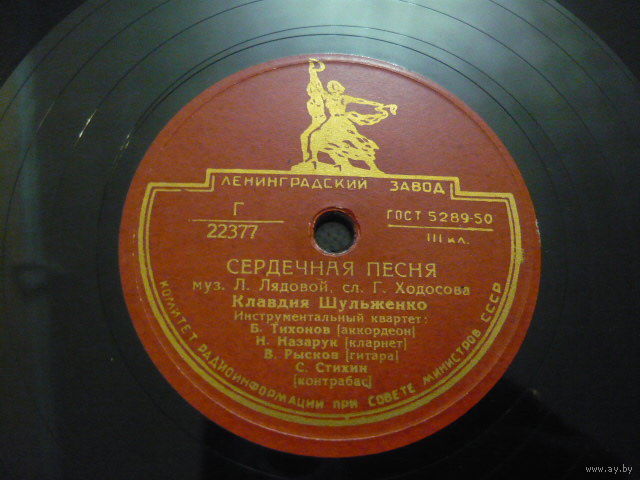 ЛЕНИНГРАДСКИЙ ЗАВОД
Г
22377
ГОСТ 5289-50
III кл.
СЕРДЕЧНАЯ ПЕСНЯ
муз. Л. Лядовой, сл. Г. Ходосова
Клавдия Шульженко
Инструментальный квартет:
Б. Тихонов [аккордеон]
Н. Назарук [кларнет]
В. Рысков [гитара]
С. Стихин
[контрабас]
КОМИТЕТ РАДИОИНФОРМАЦИИ ПРИ СОВЕТЕ МИНИСТРОВ СССР
www.ay.by